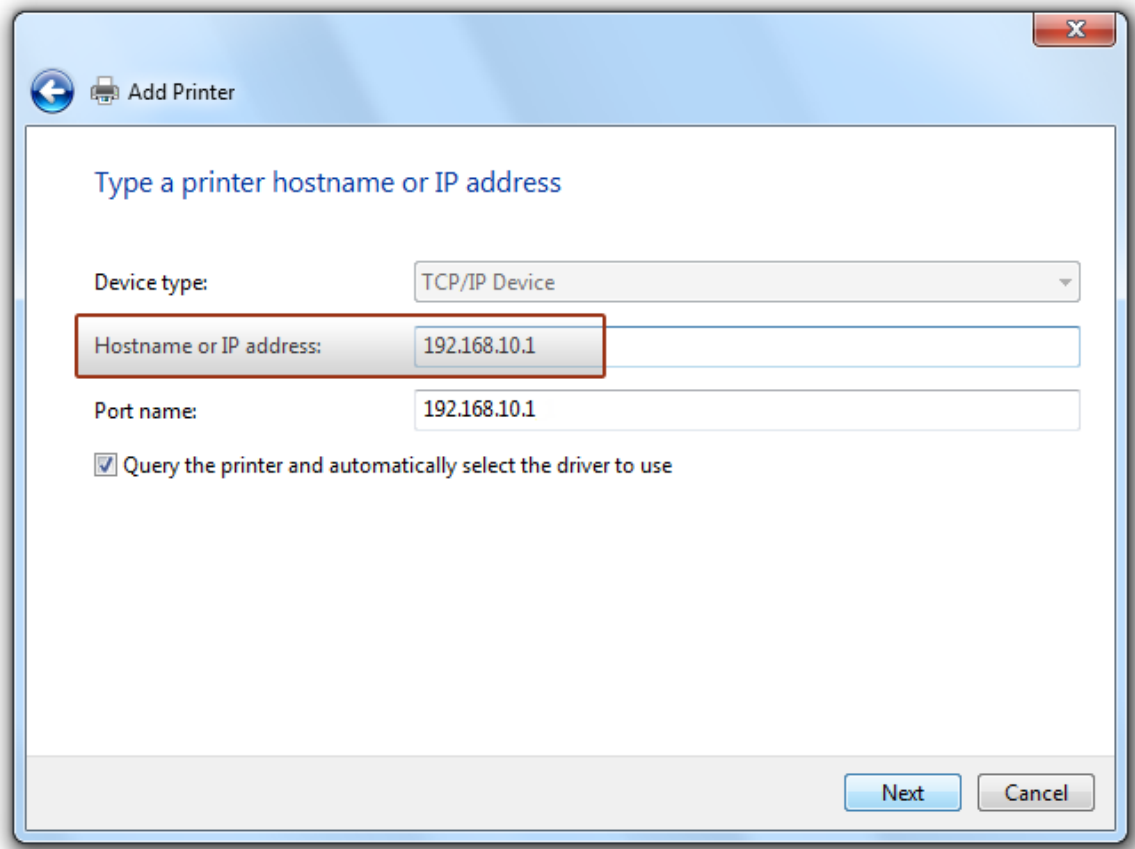 Add Printer
Type a printer hostname or IP address
Device type: TCP/IP Device
Hostname or IP address: 192.168.10.1
Port name: 192.168.10.1
Query the printer and automatically select the driver to use
Next Cancel